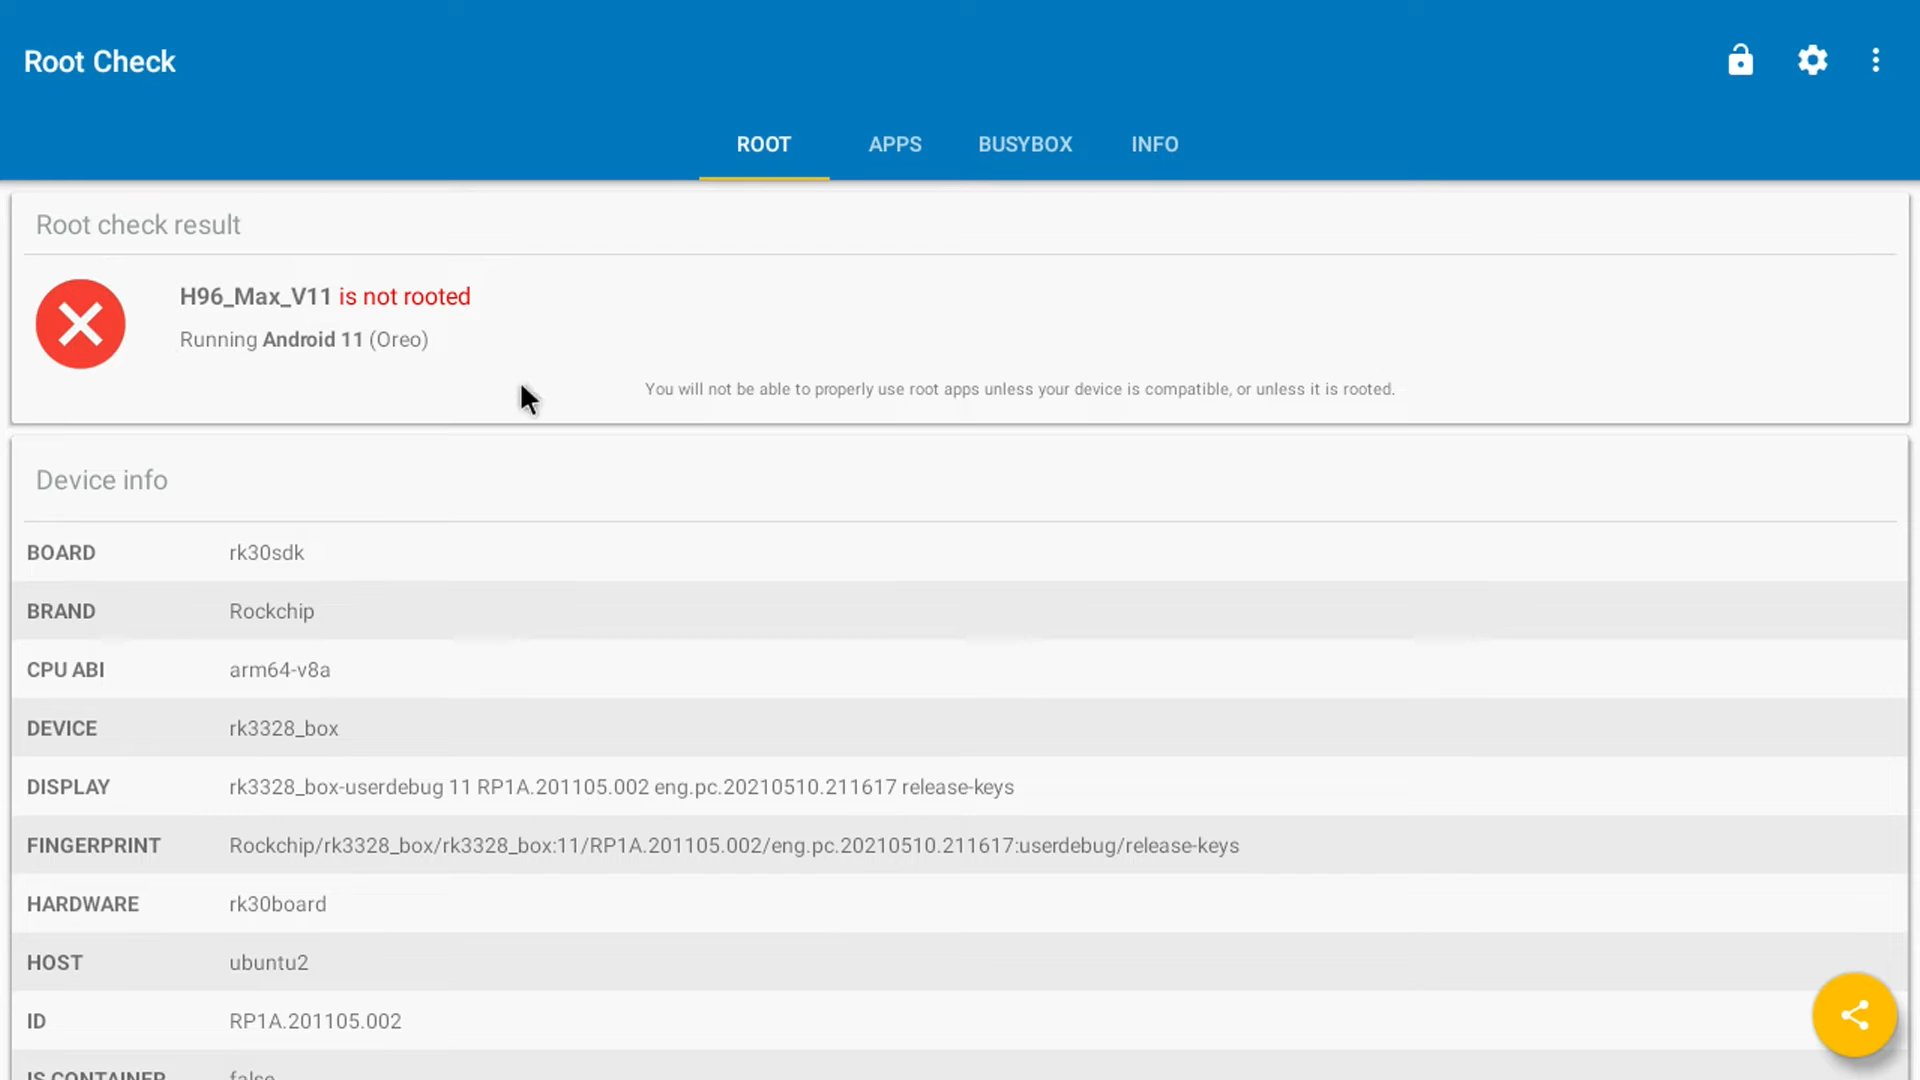 Root Check
ROOT APPS BUSYBOX INFO
Root check result
H96_Max_V11 is not rooted
Running Android 11 (Oreo)
You will not be able to properly use root apps unless your device is compatible, or unless it is rooted.
Device info
BOARD rk30sdk
BRAND Rockchip
CPU ABI arm64-v8a
DEVICE rk3328_box
DISPLAY rk3328_box-userdebug 11 RP1A.201105.002 eng.pc.20210510.211617 release-keys
FINGERPRINT Rockchip/rk3328_box/rk3328_box:11/RP1A.201105.002/eng.pc.20210510.211617:userdebug/release-keys
HARDWARE rk30board
HOST ubuntu2
ID RP1A.201105.002
IS CONTAINER false